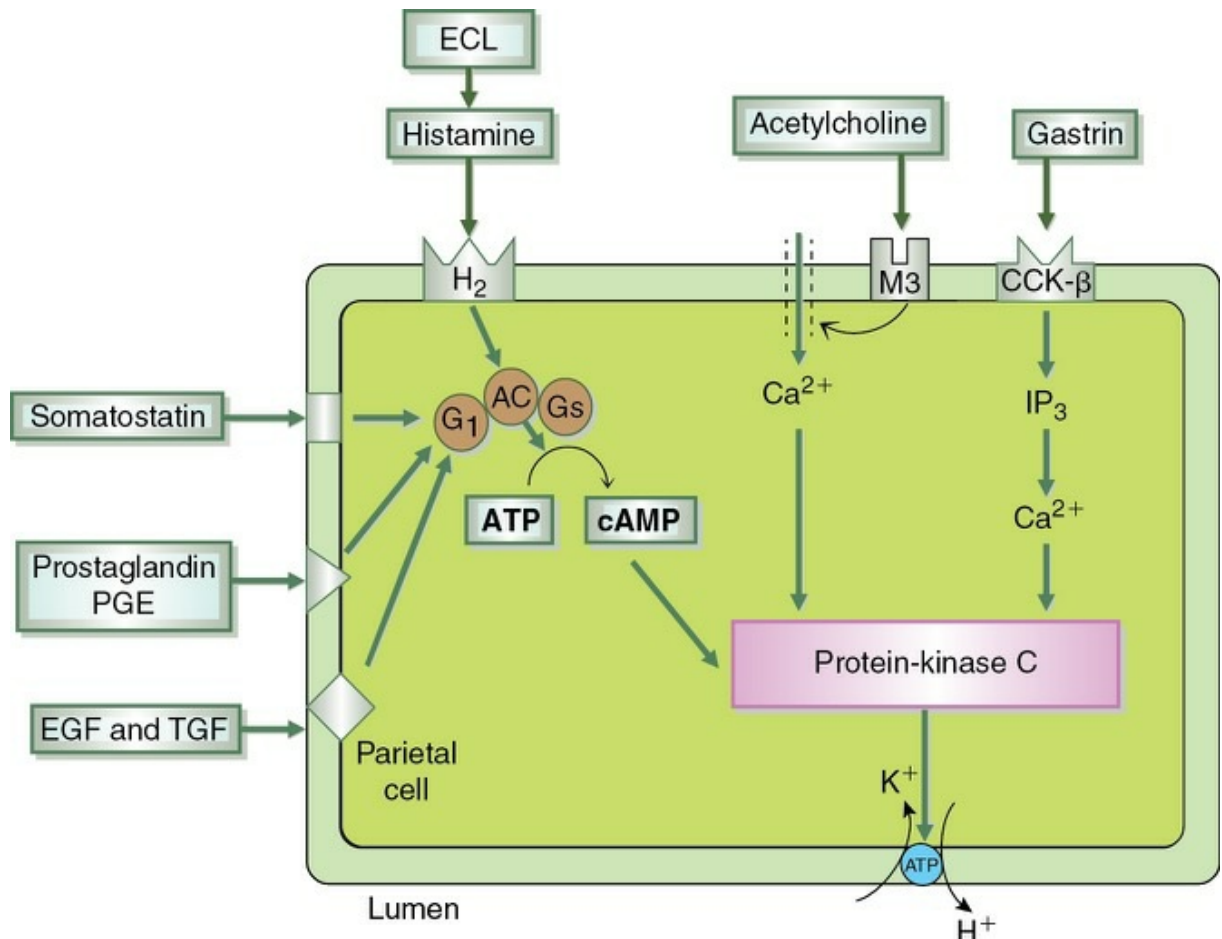 ECL
Histamine
Acetylcholine
Gastrin
H₂
M3
CCK-β
Somatostatin
G₁
AC
Gs
Ca²⁺
IP₃
ATP
cAMP
Ca²⁺
Prostaglandin
PGE
Protein-kinase C
EGF and TGF
Parietal
cell
K⁺
ATP
Lumen
H⁺